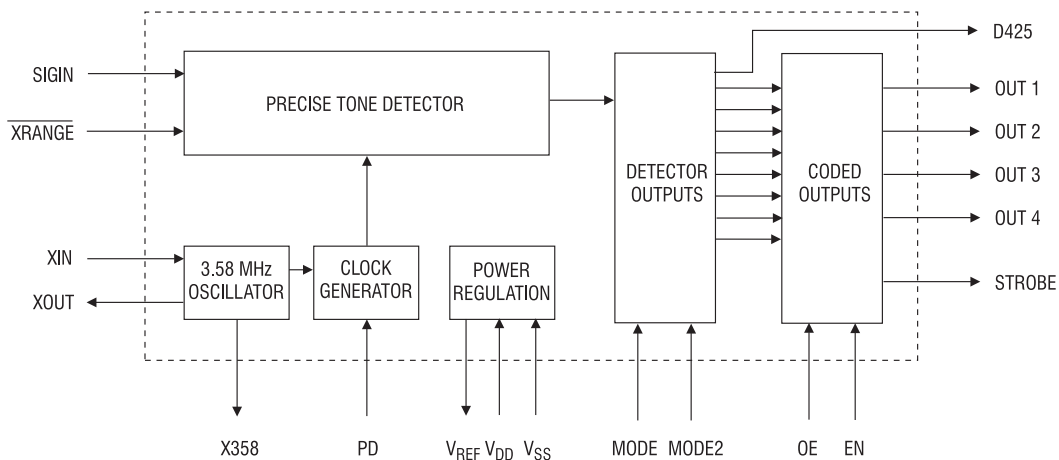 D425
SIGIN
PRECISE TONE DETECTOR
OUT 1
X̅R̅A̅N̅G̅E̅
OUT 2
DETECTOR
OUTPUTS
CODED
OUTPUTS
OUT 3
OUT 4
XIN
3.58 MHz
OSCILLATOR
CLOCK
GENERATOR
POWER
REGULATION
XOUT
STROBE
X358
PD
VREF VDD VSS
MODE MODE2
OE EN